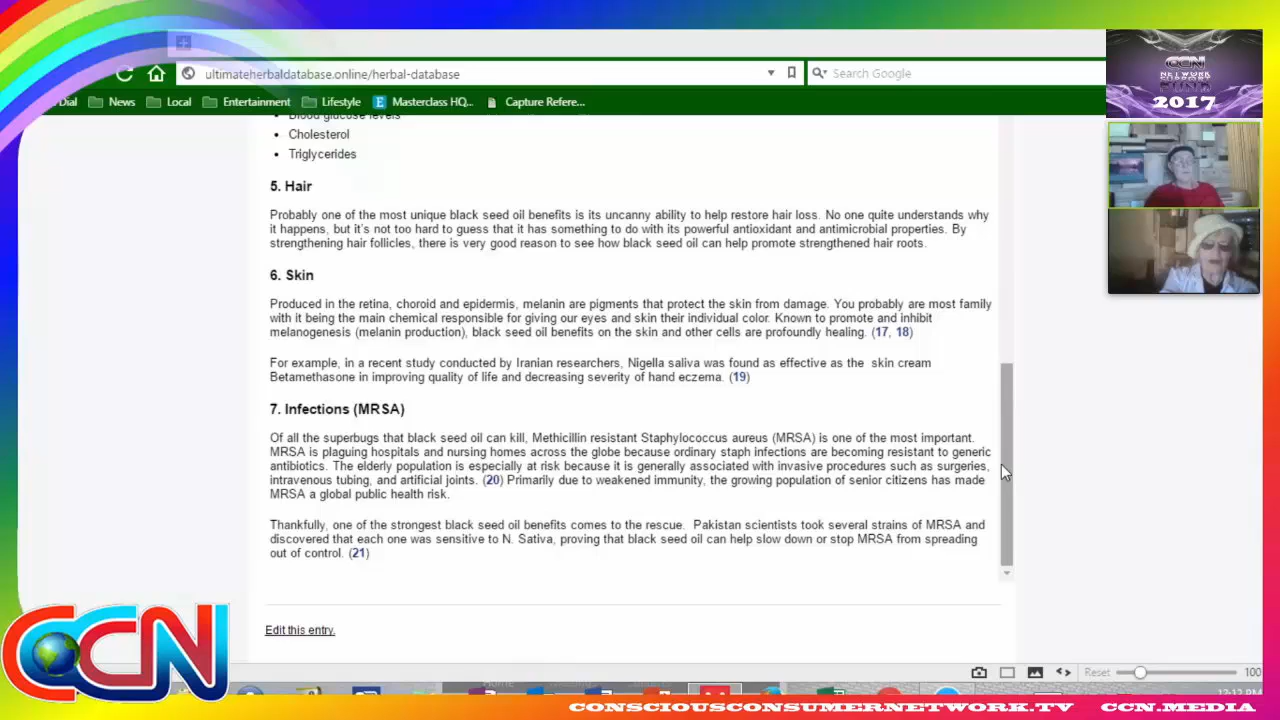 ultimateherbaldatabase.online/herbal-database
Search Google
Dial
News
Local
Entertainment
Lifestyle
Masterclass HQ...
Capture Refere...
CCN
NETWORK
SUPPORT
FUND
2017
Blood glucose levels
Cholesterol
Triglycerides
5. Hair
Probably one of the most unique black seed oil benefits is its uncanny ability to help restore hair loss. No one quite understands why
it happens, but it's not too hard to guess that it has something to do with its powerful antioxidant and antimicrobial properties. By
strengthening hair follicles, there is very good reason to see how black seed oil can help promote strengthened hair roots.
6. Skin
Produced in the retina, choroid and epidermis, melanin are pigments that protect the skin from damage. You probably are most family
with it being the main chemical responsible for giving our eyes and skin their individual color. Known to promote and inhibit
melanogenesis (melanin production), black seed oil benefits on the skin and other cells are profoundly healing. (17, 18)
For example, in a recent study conducted by Iranian researchers, Nigella saliva was found as effective as the skin cream
Betamethasone in improving quality of life and decreasing severity of hand eczema. (19)
7. Infections (MRSA)
Of all the superbugs that black seed oil can kill, Methicillin resistant Staphylococcus aureus (MRSA) is one of the most important.
MRSA is plaguing hospitals and nursing homes across the globe because ordinary staph infections are becoming resistant to generic
antibiotics. The elderly population is especially at risk because it is generally associated with invasive procedures such as surgeries,
intravenous tubing, and artificial joints. (20) Primarily due to weakened immunity, the growing population of senior citizens has made
MRSA a global public health risk.
Thankfully, one of the strongest black seed oil benefits comes to the rescue. Pakistan scientists took several strains of MRSA and
discovered that each one was sensitive to N. Sativa, proving that black seed oil can help slow down or stop MRSA from spreading
out of control. (21)
Edit this entry.
CCN
Reset
100
12:12 PM
CONSCIOUSCONSUMERNETWORK.TV
CCN.MEDIA